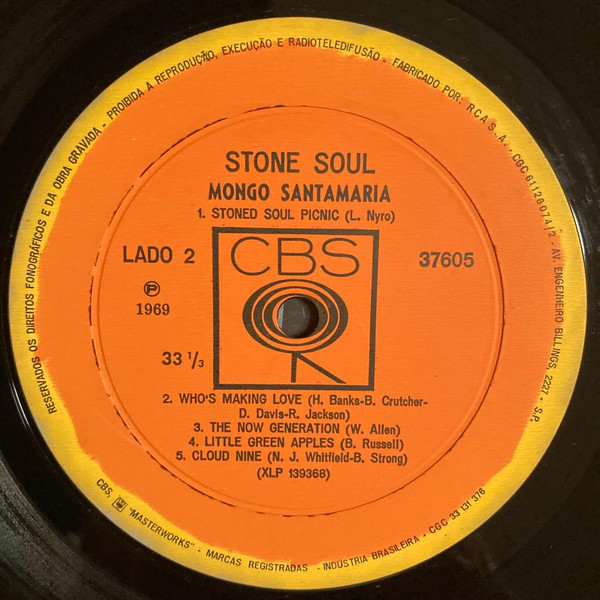 RESERVADOS OS DIREITOS FONOGRÁFICOS E DA OBRA GRAVADA - PROIBIDA A REPRODUÇÃO, EXECUÇÃO E RADIOTELEDIFUSÃO - FABRICADO POR: RCA S. A. - CGC 61126074/2 - AV. ENGENHEIRO BILLINGS, 2227 - S.P.
STONE SOUL
MONGO SANTAMARIA
1. STONED SOUL PICNIC (L. Nyro)
LADO 2
CBS
37605
℗
1969
33 1/3
2. WHO'S MAKING LOVE (H. Banks-B. Crutcher-
D. Davis-R. Jackson)
3. THE NOW GENERATION (W. Allen)
4. LITTLE GREEN APPLES (B. Russell)
5. CLOUD NINE (N. J. Whitfield-B. Strong)
(XLP 139368)
CBS, "MASTERWORKS" - MARCAS REGISTRADAS - INDUSTRIA BRASILEIRA - CGC 33 131 376